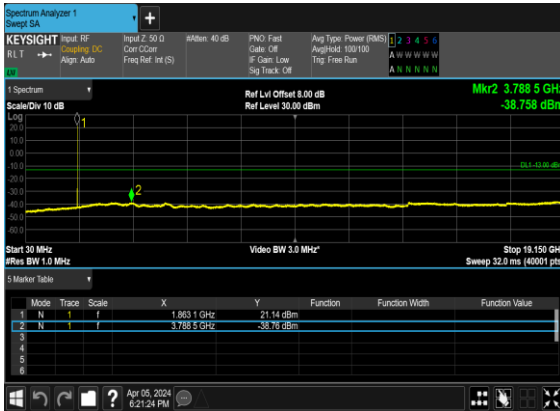 Spectrum Analyzer 1
Swept SA
+
KEYSIGHT
RLT
Input: RF
Coupling: DC
Align: Auto
Input Z: 50 Ω
Corr CCorr
Freq Ref: Int (S)
#Atten: 40 dB
PNO: Fast
Gate: Off
IF Gain: Low
Sig Track: Off
Avg Type: Power (RMS)
Avg|Hold: 100/100
Trig: Free Run
1 2 3 4 5 6
A W W W W W
A N N N N N
1 Spectrum
Scale/Div 10 dB
Ref Lvl Offset 8.00 dB
Ref Level 30.00 dBm
Mkr2 3.788 5 GHz
-38.758 dBm
Log
20.0
10.0
0.00
-10.0
-20.0
-30.0
-40.0
-50.0
-60.0
1
2
DL1 -13.00 dBm
Start 30 MHz
#Res BW 1.0 MHz
Video BW 3.0 MHz*
Stop 19.150 GH
Sweep 32.0 ms (40001 pts
5 Marker Table
Mode Trace Scale X Y Function Function Width Function Value
1 N 1 f 1.863 1 GHz 21.14 dBm
2 N 1 f 3.788 5 GHz -38.76 dBm
3
4
5
6
?
Apr 05, 2024
6:21:24 PM